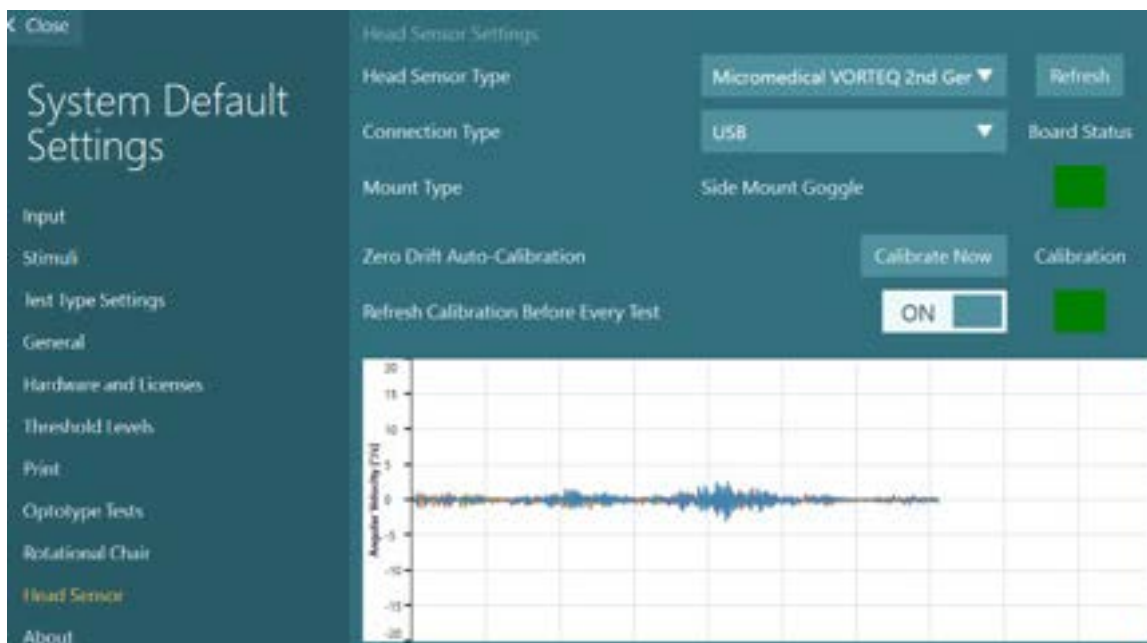 Close
System Default
Settings
Input
Stimuli
Test Type Settings
General
Hardware and Licenses
Threshold Levels
Print
Optotype Tests
Rotational Chair
Head Sensor
About
Head Sensor Settings
Head Sensor Type
Micromedical VORTEQ 2nd Ger
Refresh
Connection Type
USB
Board Status
Mount Type
Side Mount Goggle
Zero Drift Auto-Calibration
Calibrate Now
Calibration
Refresh Calibration Before Every Test
ON
Angular Velocity (°/s)
20
15
10
5
0
-5
-10
-15
-20